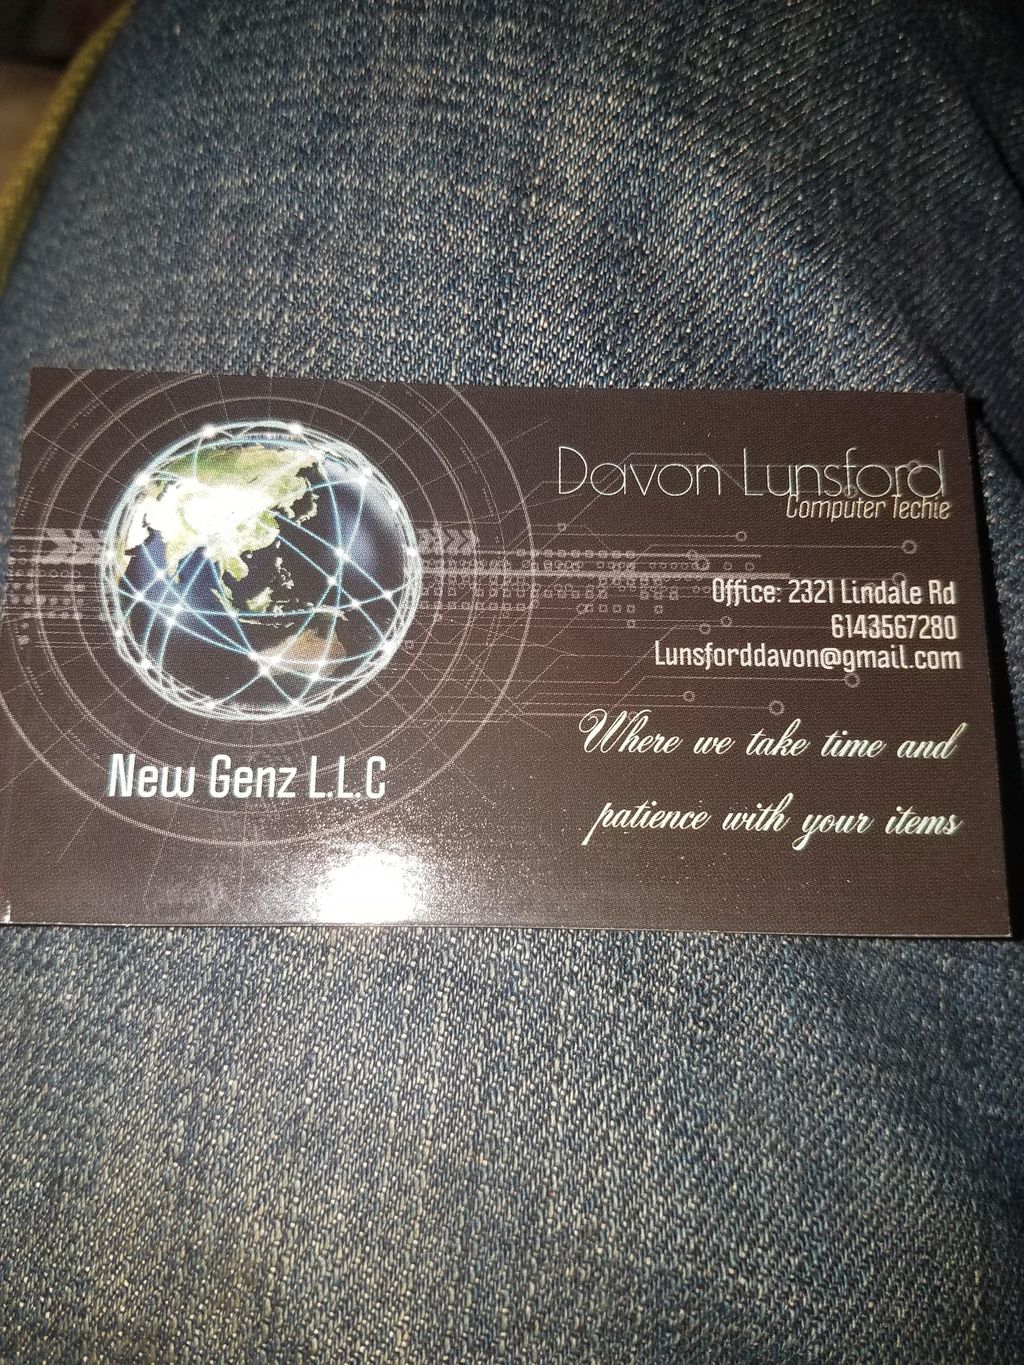 Davon Lunsford
Computer Techie
Office: 2321 Lindale Rd
6143567280
Lunsforddavon@gmail.com
Where we take time and
patience with your items
New Genz L.L.C